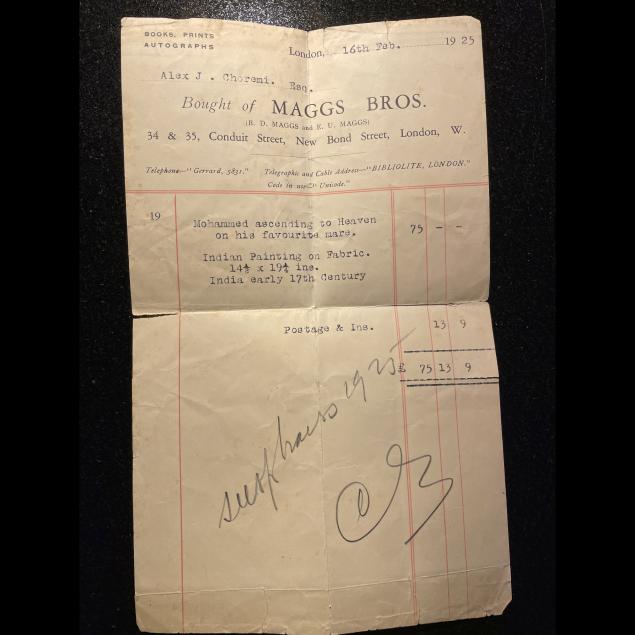 BOOKS, PRINTS
AUTOGRAPHS
London, 16th Feb. 1925
Alex J. Choremi. Esq.
Bought of MAGGS BROS.
(B. D. MAGGS and E. U. MAGGS)
34 & 35, Conduit Street, New Bond Street, London, W.
Telephone—"Gerrard, 5831." Telegraphic and Cable Address—"BIBLIOLITE, LONDON."
Code in use—"Unicode."
19
Mohammed ascending to Heaven
on his favourite mare. 75 - -
Indian Painting on Fabric.
14½ x 19½ ins.
India early 17th Century
Postage & Ins. 13 9
£ 75 13 9
1925